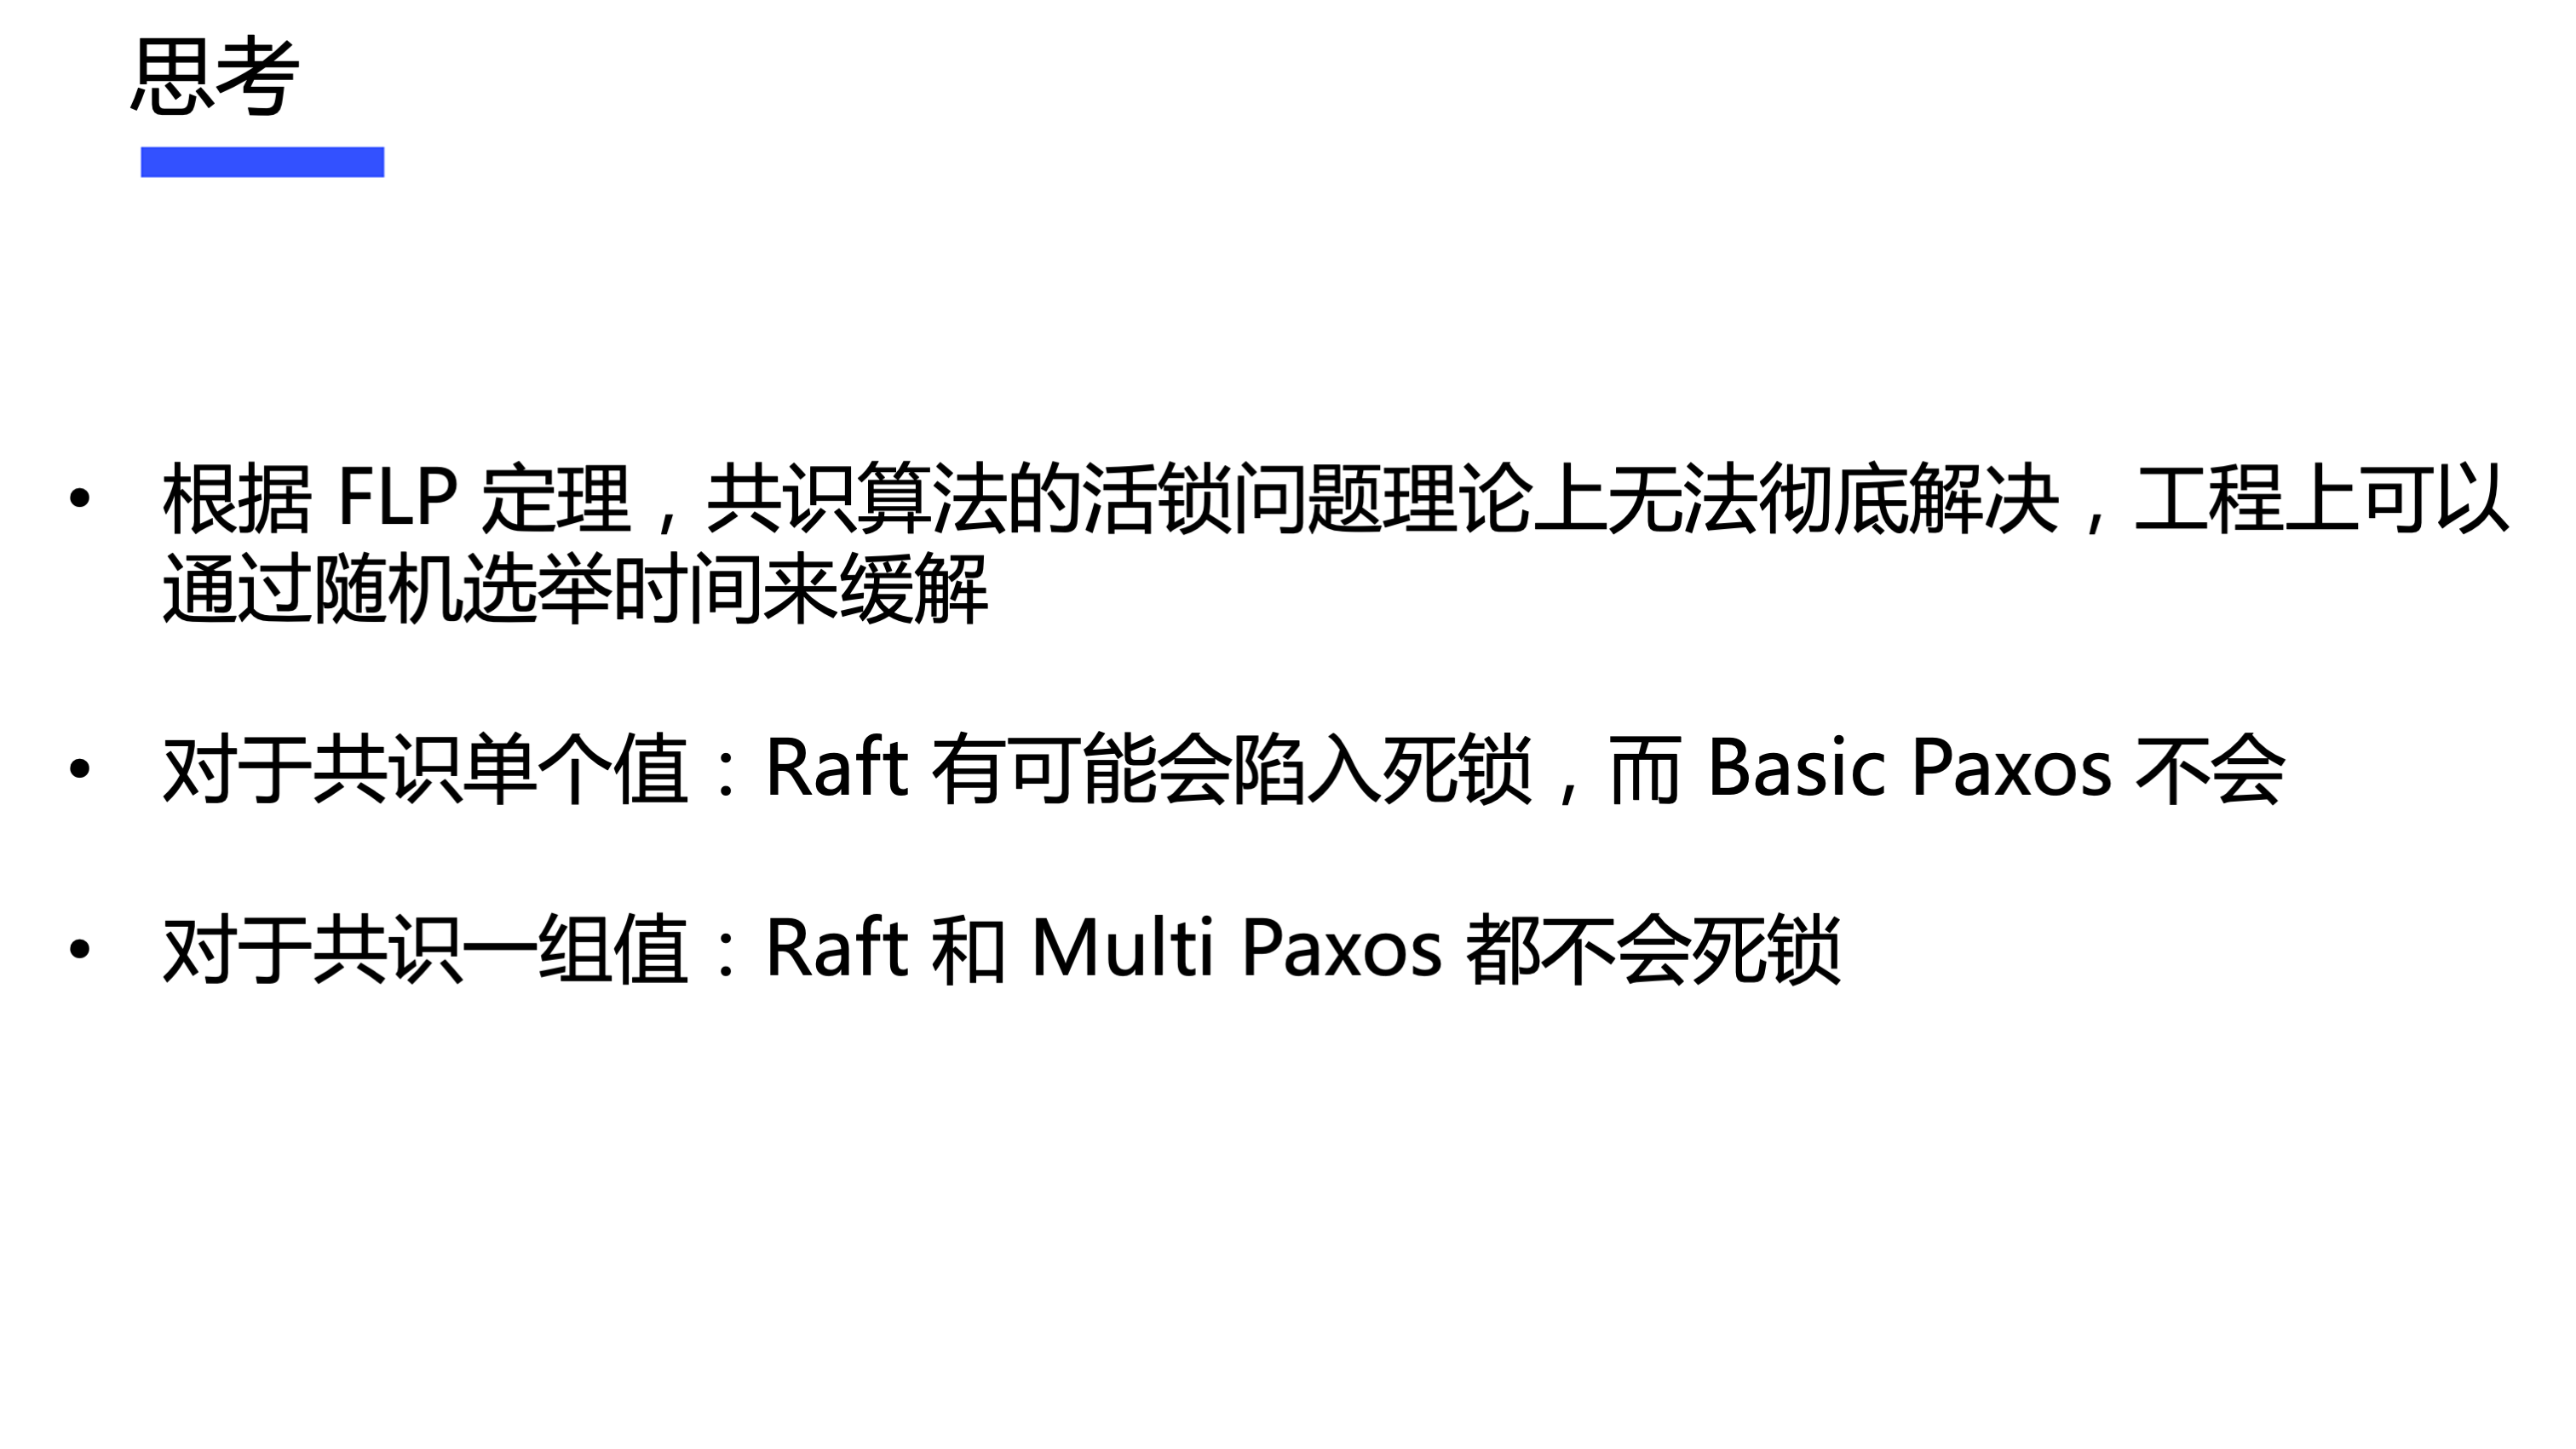 思考
• 根据 FLP 定理，共识算法的活锁问题理论上无法彻底解决，工程上可以
通过随机选举时间来缓解
• 对于共识单个值：Raft 有可能会陷入死锁，而 Basic Paxos 不会
• 对于共识一组值：Raft 和 Multi Paxos 都不会死锁